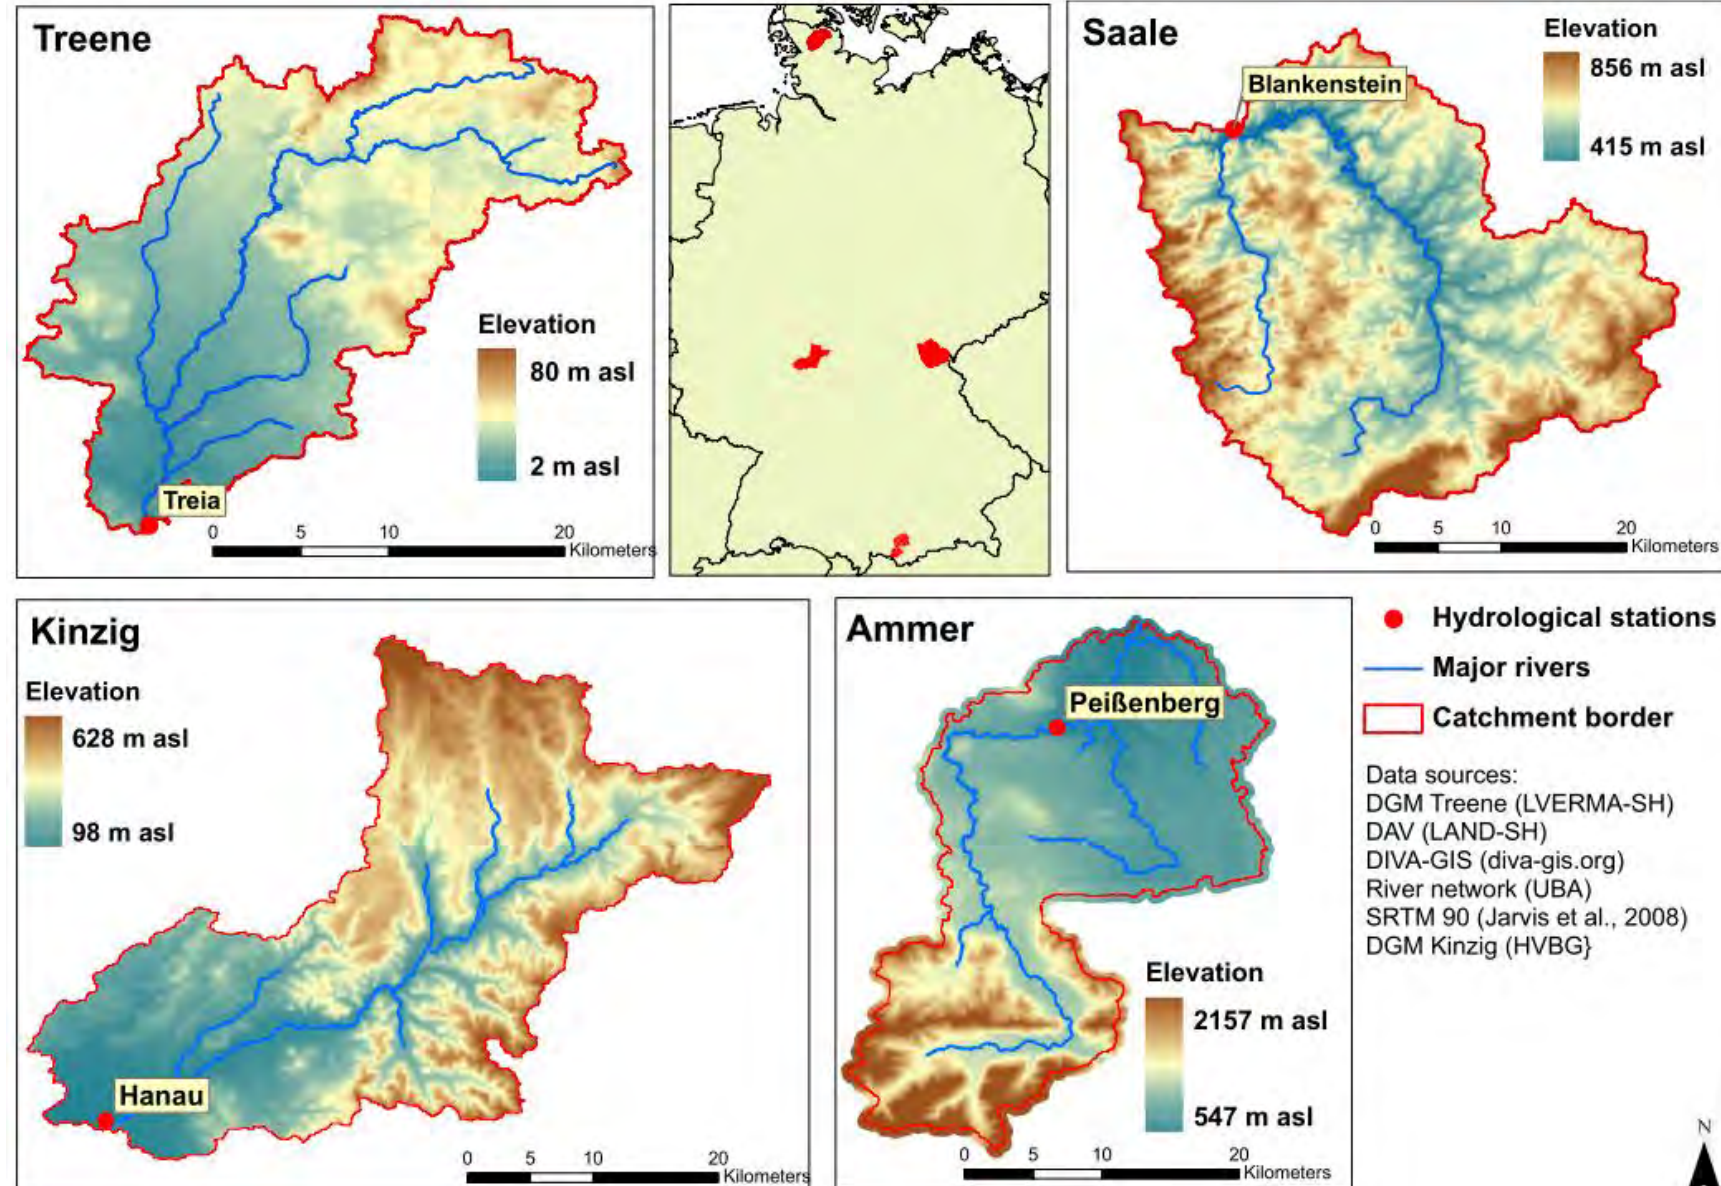 Treene
Elevation
80 m asl
2 m asl
Treia
0 5 10 20
Kilometers
Saale
Blankenstein
Elevation
856 m asl
415 m asl
0 5 10 20
Kilometers
Kinzig
Elevation
628 m asl
98 m asl
Hanau
0 5 10 20
Kilometers
Ammer
Peißenberg
Elevation
2157 m asl
547 m asl
0 5 10 20
Kilometers
Hydrological stations
Major rivers
Catchment border
Data sources:
DGM Treene (LVERMA-SH)
DAV (LAND-SH)
DIVA-GIS (diva-gis.org)
River network (UBA)
SRTM 90 (Jarvis et al., 2008)
DGM Kinzig (HVBG}
N